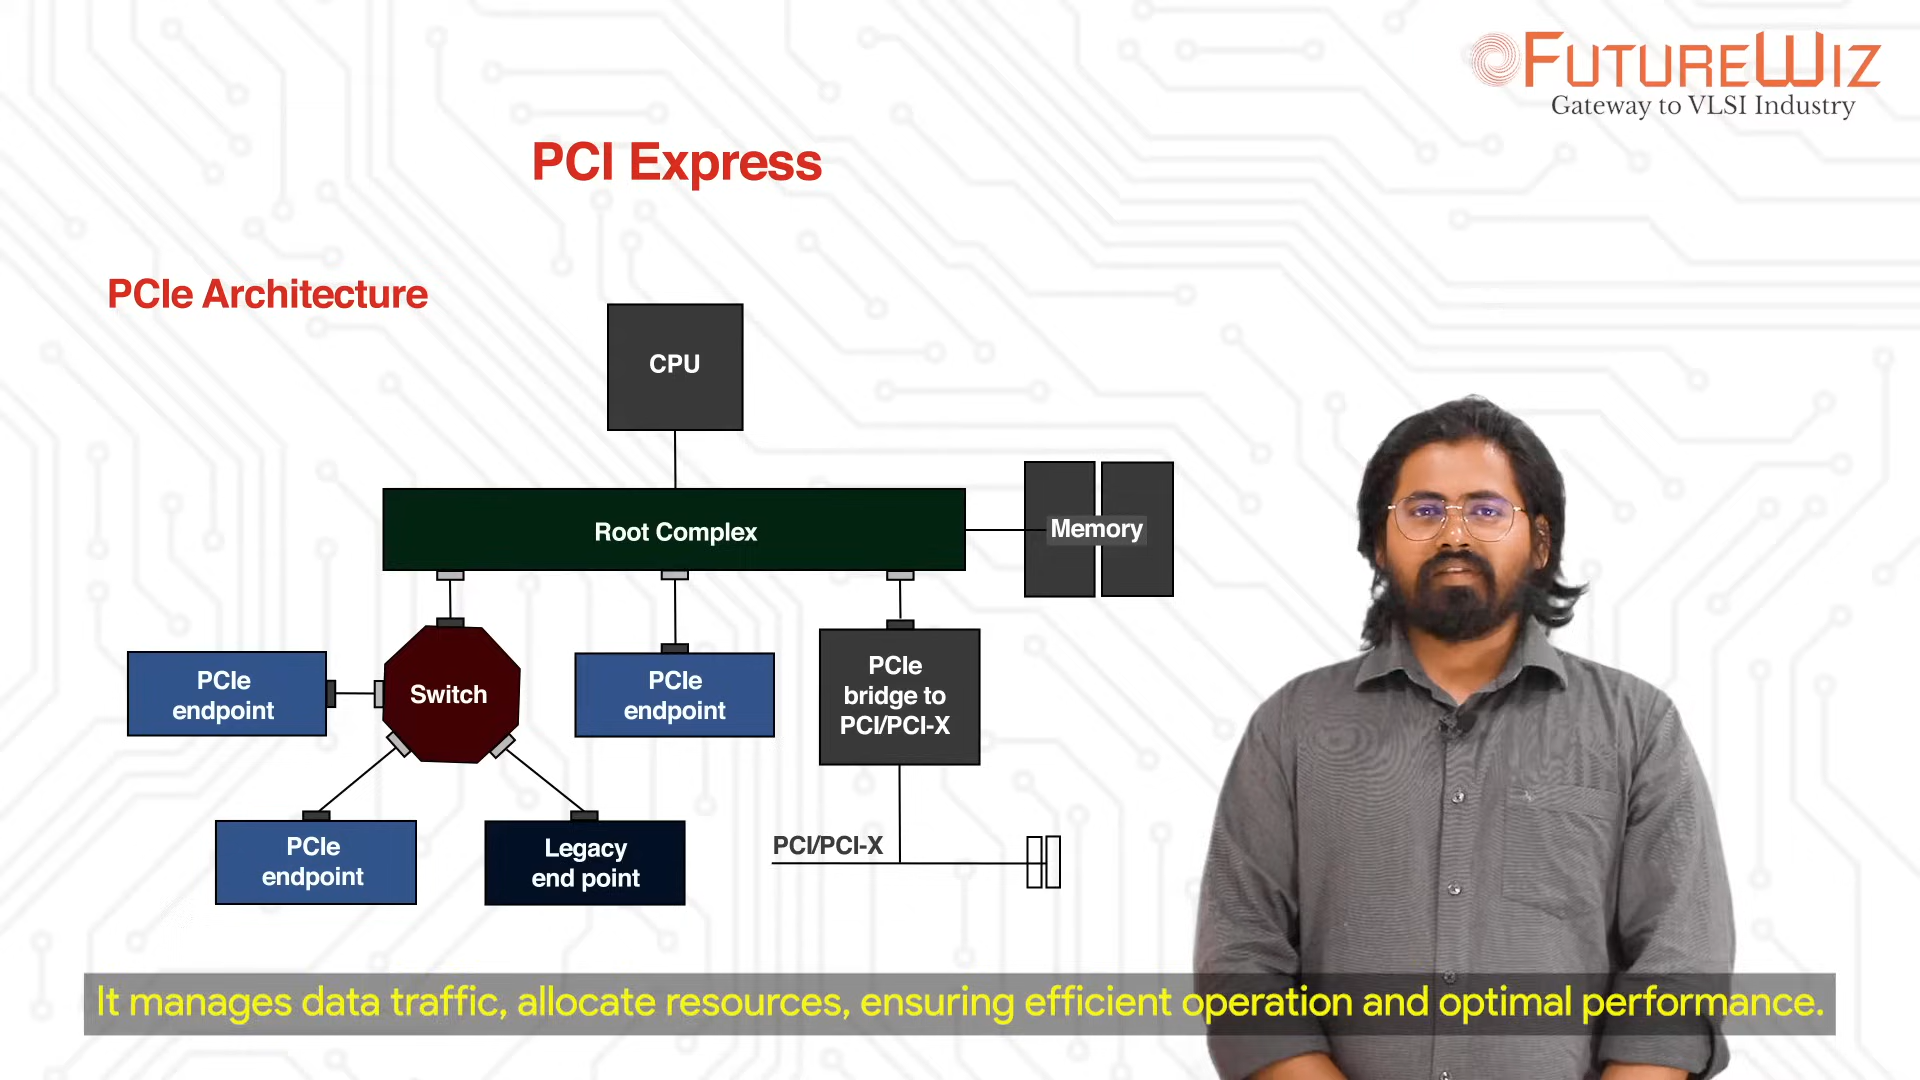 FUTUREWIZ
Gateway to VLSI Industry
PCI Express
PCIe Architecture
CPU
Root Complex
Memory
PCIe
endpoint
Switch
PCIe
endpoint
PCIe
bridge to
PCI/PCI-X
PCIe
endpoint
Legacy
end point
PCI/PCI-X
It manages data traffic, allocate resources, ensuring efficient operation and optimal performance.